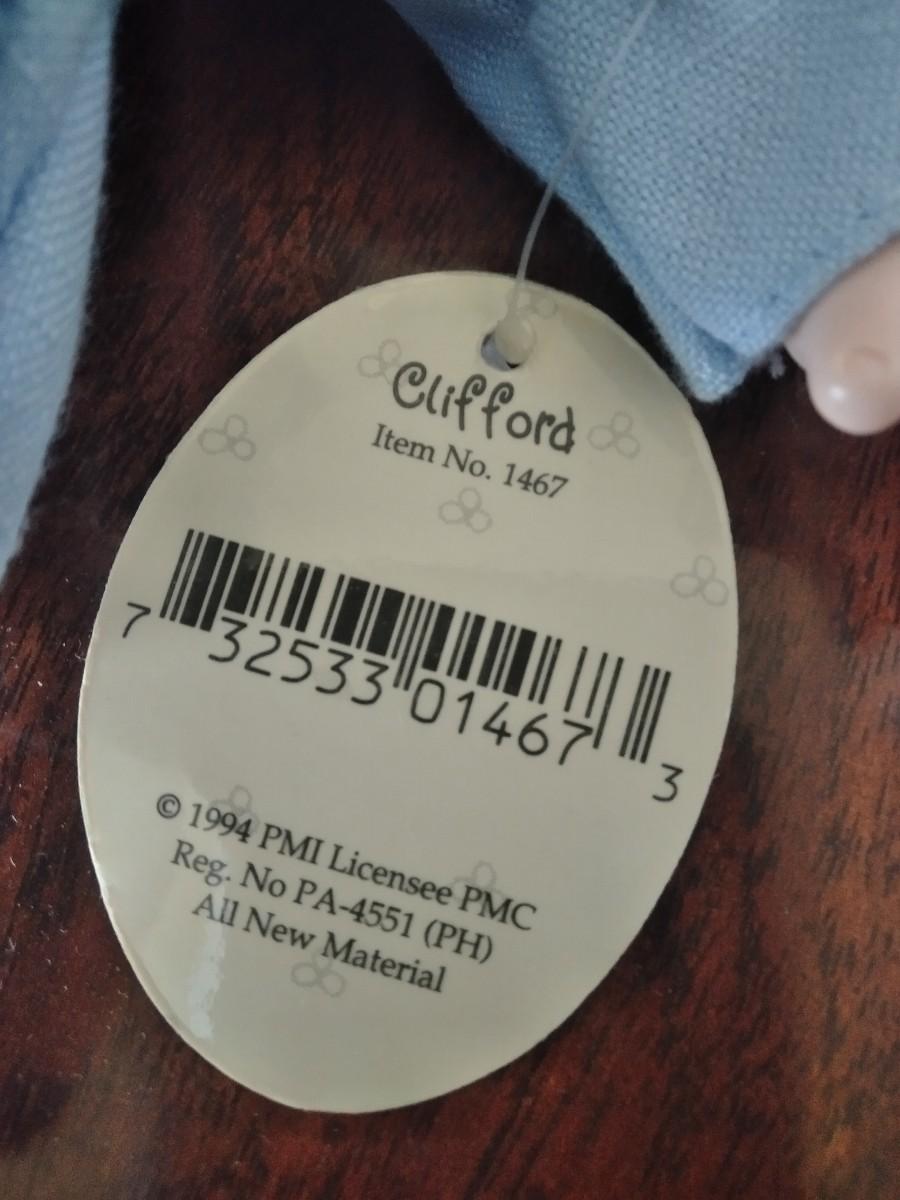 Clifford
Item No. 1467
7 32533 01467 3
© 1994 PMI Licensee PMC
Reg. No PA-4551 (PH)
All New Material